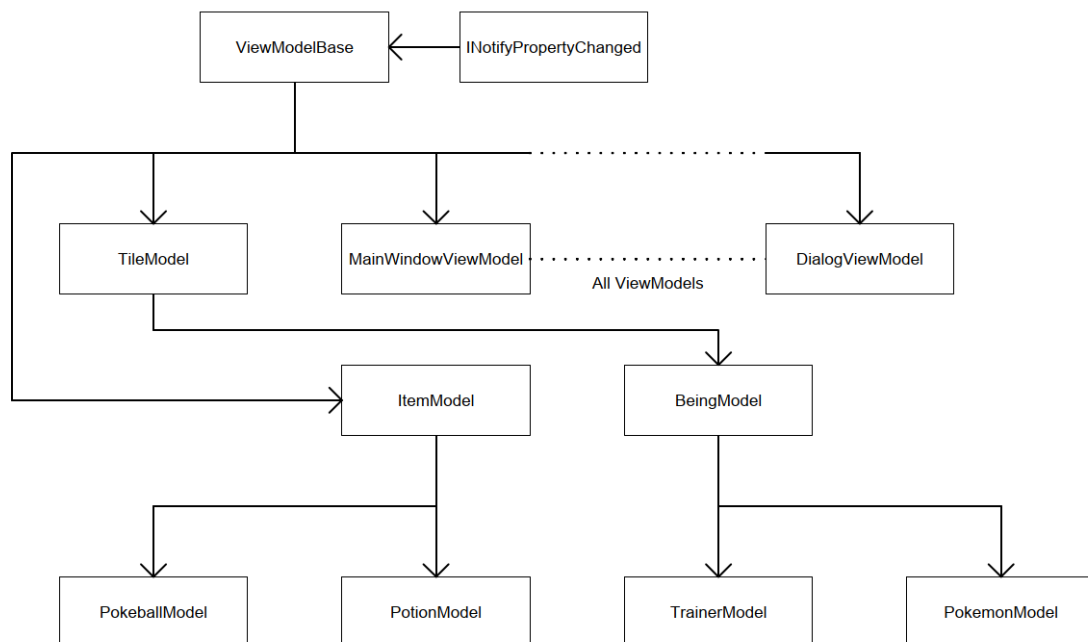 ViewModelBase
INotifyPropertyChanged
TileModel
MainWindowViewModel
DialogViewModel
All ViewModels
ItemModel
BeingModel
PokeballModel
PotionModel
TrainerModel
PokemonModel